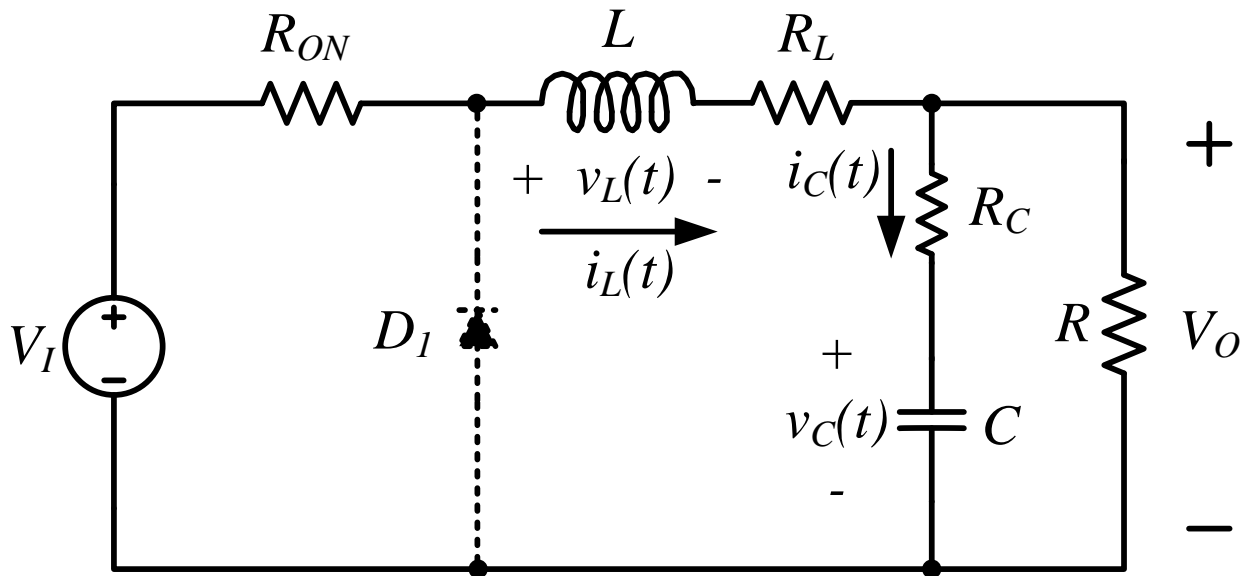 R_ON
L
R_L
+ v_L(t) -
i_L(t)
i_C(t)
R_C
+
V_I
+
−
D_1
R
V_O
+
v_C(t)
-
C
−